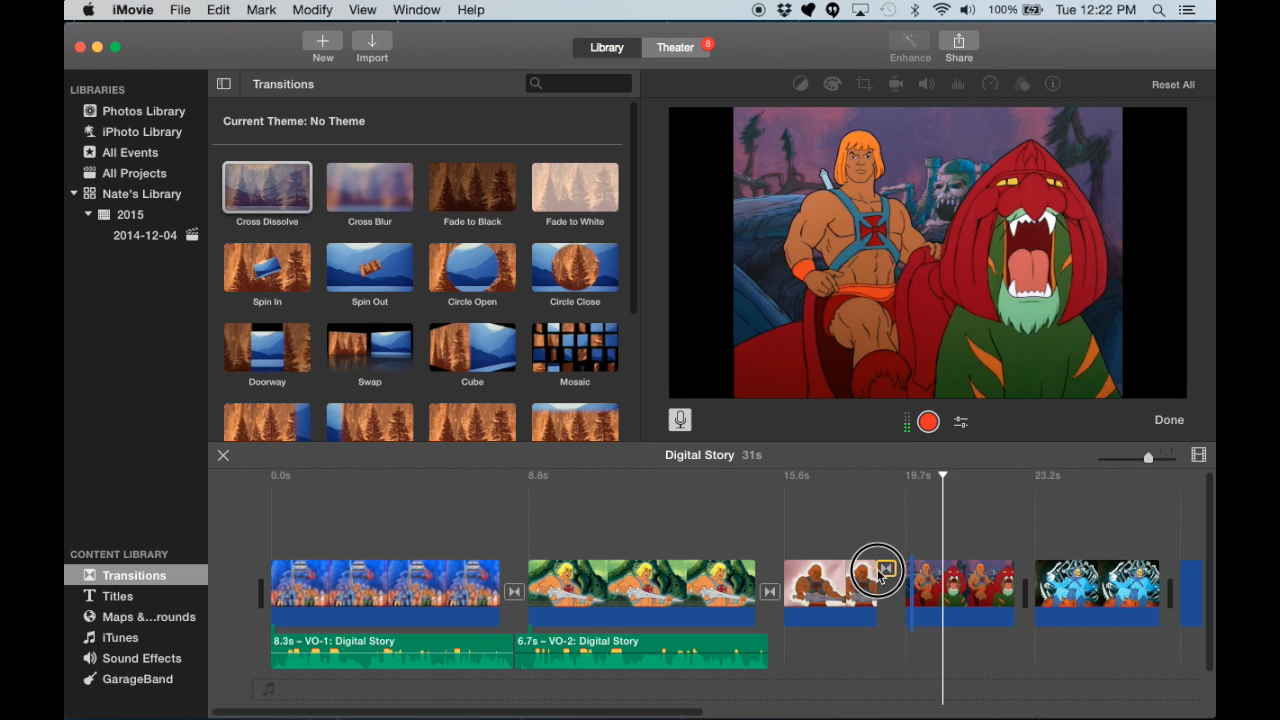 iMovie File Edit Mark Modify View Window Help 100% Tue 12:22 PM
New Import Library Theater 8 Enhance Share
LIBRARIES
Photos Library
iPhoto Library
All Events
All Projects
Nate's Library
2015
2014-12-04
CONTENT LIBRARY
Transitions
Titles
Maps &...rounds
iTunes
Sound Effects
GarageBand
Transitions
Current Theme: No Theme
Cross Dissolve Cross Blur Fade to Black Fade to White
Spin In Spin Out Circle Open Circle Close
Doorway Swap Cube Mosaic
Reset All
Done
Digital Story 31s
0.0s 8.8s 15.6s 19.7s 23.2s
8.3s – VO-1: Digital Story 6.7s – VO-2: Digital Story